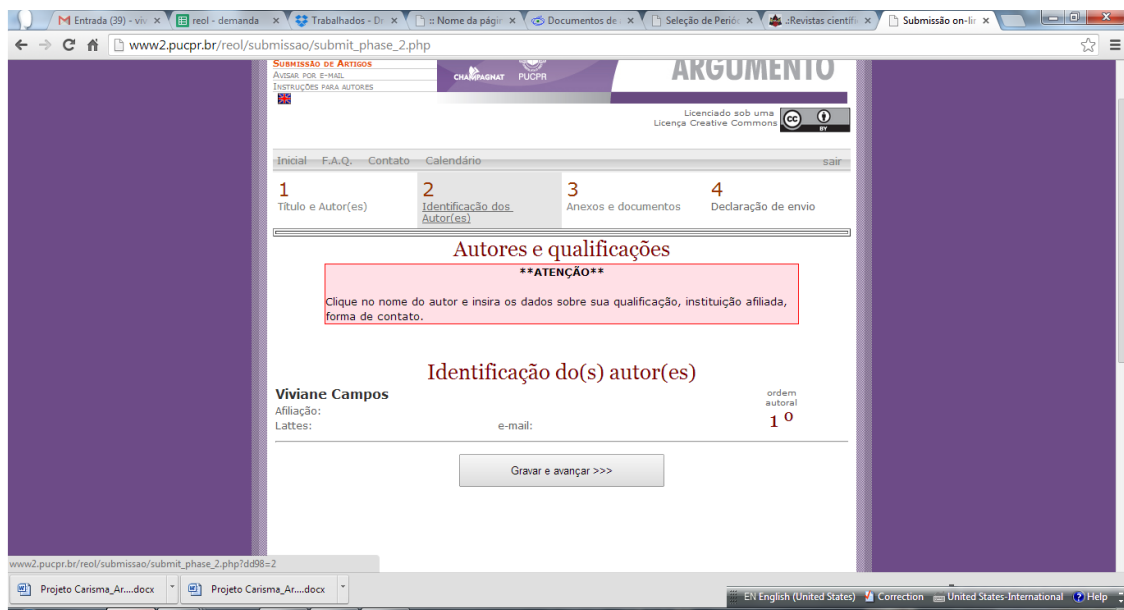 Entrada (39) - viv
reol - demanda
Trabalhados - Dr
:: Nome da págir
Documentos de
Seleção de Perióc
.:Revistas científi
Submissão on-lir
www2.pucpr.br/reol/submissao/submit_phase_2.php
SUBMISSÃO DE ARTIGOS
AVISAR POR E-MAIL
INSTRUÇÕES PARA AUTORES
CHAMPAGNAT PUCPR
ARGUMENTO
Licenciado sob uma
Licença Creative Commons
cc BY
Inicial F.A.Q. Contato Calendário sair
1 2 3 4
Título e Autor(es) Identificação dos Autor(es) Anexos e documentos Declaração de envio
Autores e qualificações
**ATENÇÃO**
Clique no nome do autor e insira os dados sobre sua qualificação, instituição afiliada,
forma de contato.
Identificação do(s) autor(es)
Viviane Campos
ordem
autoral
1 º
Afiliação:
Lattes: e-mail:
Gravar e avançar >>>
www2.pucpr.br/reol/submissao/submit_phase_2.php?dd98=2
Projeto Carisma_Ar....docx
Projeto Carisma_Ar....docx
EN English (United States) Correction United States-International Help